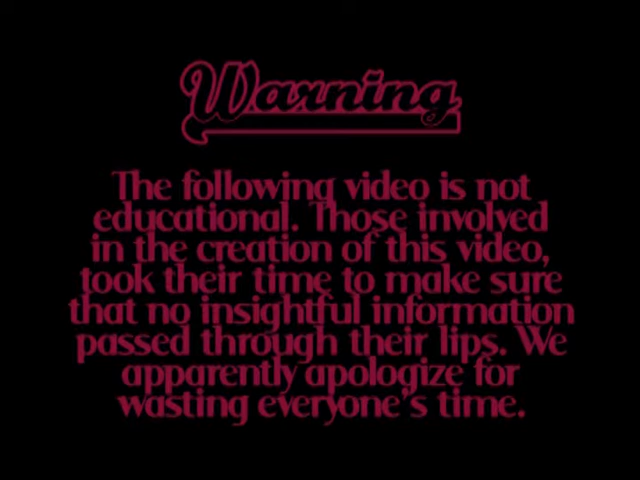 Warning
The following video is not
educational. Those involved
in the creation of this video,
took their time to make sure
that no insightful information
passed through their lips. We
apparently apologize for
wasting everyone's time.